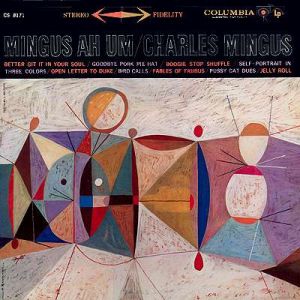 CS 8171 STEREO FIDELITY COLUMBIA
MINGUS AH UM / CHARLES MINGUS
BETTER GIT IT IN YOUR SOUL / GOODBYE PORK PIE HAT / BOOGIE STOP SHUFFLE / SELF-PORTRAIT IN
THREE COLORS / OPEN LETTER TO DUKE / BIRD CALLS / FABLES OF FAUBUS / PUSSY CAT DUES / JELLY ROLL